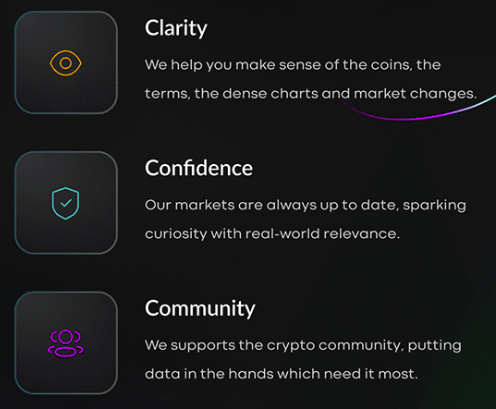 Clarity
We help you make sense of the coins, the
terms, the dense charts and market changes.
Confidence
Our markets are always up to date, sparking
curiosity with real-world relevance.
Community
We supports the crypto community, putting
data in the hands which need it most.